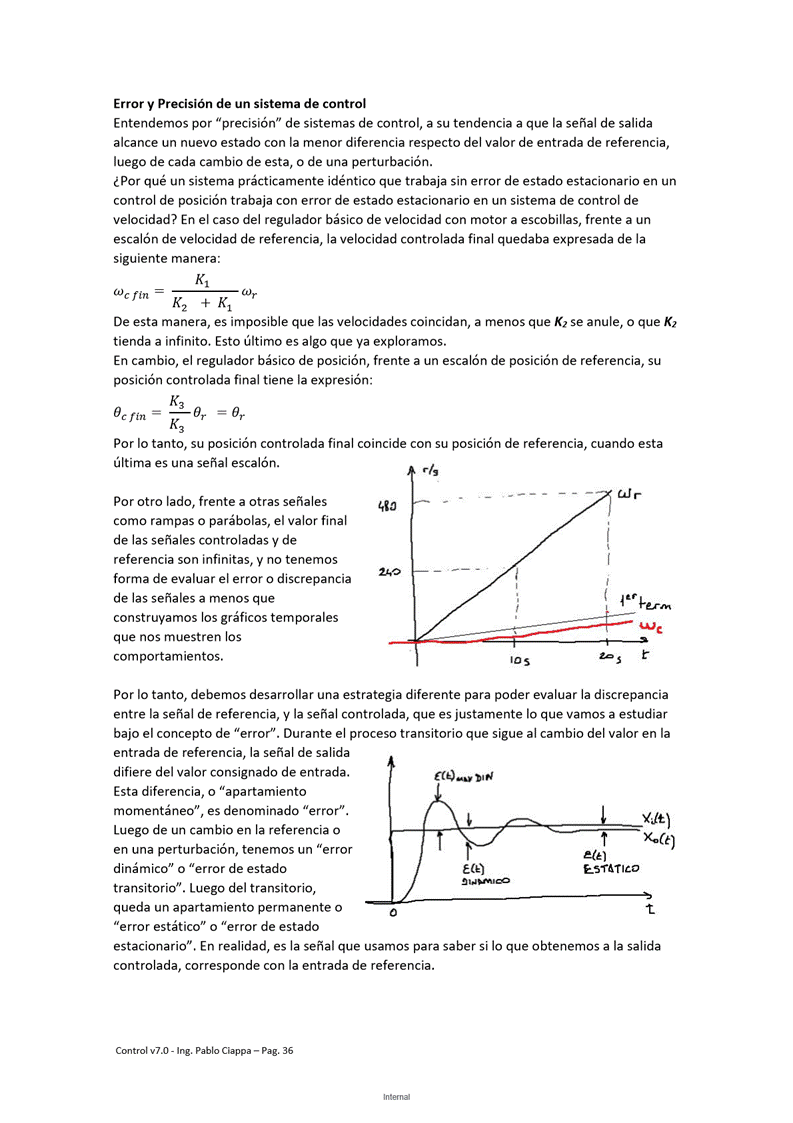 Error y Precisión de un sistema de control
Entendemos por “precisión” de sistemas de control, a su tendencia a que la señal de salida
alcance un nuevo estado con la menor diferencia respecto del valor de entrada de referencia,
luego de cada cambio de esta, o de una perturbación.
¿Por qué un sistema prácticamente idéntico que trabaja sin error de estado estacionario en un
control de posición trabaja con error de estado estacionario en un sistema de control de
velocidad? En el caso del regulador básico de velocidad con motor a escobillas, frente a un
escalón de velocidad de referencia, la velocidad controlada final quedaba expresada de la
siguiente manera:
ω_{c fin} = \frac{K_1}{K_2 + K_1} ω_r
De esta manera, es imposible que las velocidades coincidan, a menos que K₂ se anule, o que K₂
tienda a infinito. Esto último es algo que ya exploramos.
En cambio, el regulador básico de posición, frente a un escalón de posición de referencia, su
posición controlada final tiene la expresión:
θ_{c fin} = \frac{K_3}{K_3} θ_r = θ_r
Por lo tanto, su posición controlada final coincide con su posición de referencia, cuando esta
última es una señal escalón.
Por otro lado, frente a otras señales
como rampas o parábolas, el valor final
de las señales controladas y de
referencia son infinitas, y no tenemos
forma de evaluar el error o discrepancia
de las señales a menos que
construyamos los gráficos temporales
que nos muestren los
comportamientos.
r/s
480
ωr
240
1er term
ωc
10s
20s
t
Por lo tanto, debemos desarrollar una estrategia diferente para poder evaluar la discrepancia
entre la señal de referencia, y la señal controlada, que es justamente lo que vamos a estudiar
bajo el concepto de “error”. Durante el proceso transitorio que sigue al cambio del valor en la
entrada de referencia, la señal de salida
difiere del valor consignado de entrada.
Esta diferencia, o “apartamiento
momentáneo”, es denominado “error”.
Luego de un cambio en la referencia o
en una perturbación, tenemos un “error
dinámico” o “error de estado
transitorio”. Luego del transitorio,
queda un apartamiento permanente o
“error estático” o “error de estado
estacionario”. En realidad, es la señal que usamos para saber si lo que obtenemos a la salida
controlada, corresponde con la entrada de referencia.
ε(t) MAX DIN
Xi(t)
Xo(t)
ε(t)
DINAMICO
ε(t)
ESTATICO
0
t
Control v7.0 - Ing. Pablo Ciappa – Pag. 36
Internal